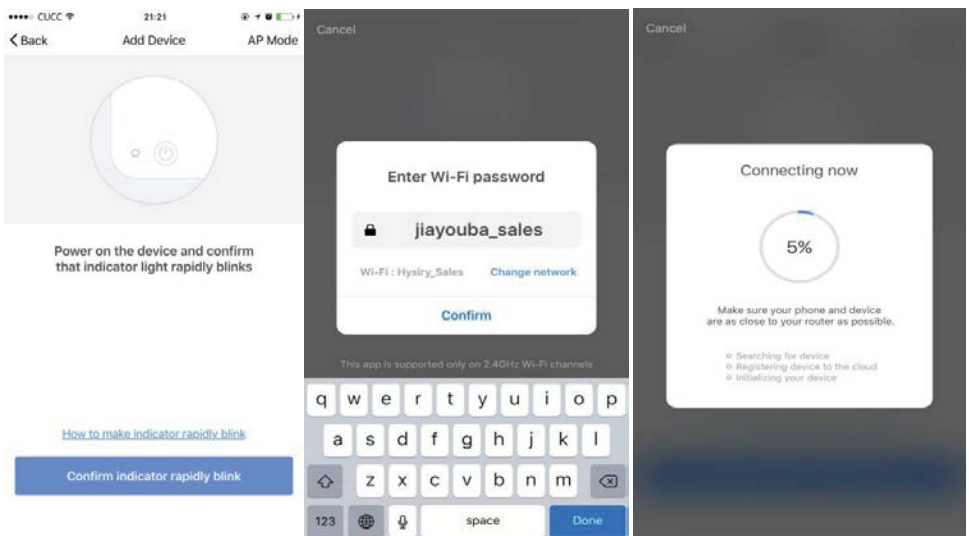 CUCC 21:21
Back Add Device AP Mode
Power on the device and confirm
that indicator light rapidly blinks
How to make indicator rapidly blink
Confirm indicator rapidly blink
Cancel
Enter Wi-Fi password
jiayouba_sales
Wi-Fi : Hysiry_Sales Change network
Confirm
This app is supported only on 2.4GHz Wi-Fi channels
q w e r t y u i o p
a s d f g h j k l
z x c v b n m
123 space Done
Cancel
Connecting now
5%
Make sure your phone and device
are as close to your router as possible.
Searching for device
Registering device to the cloud
Initializing your device